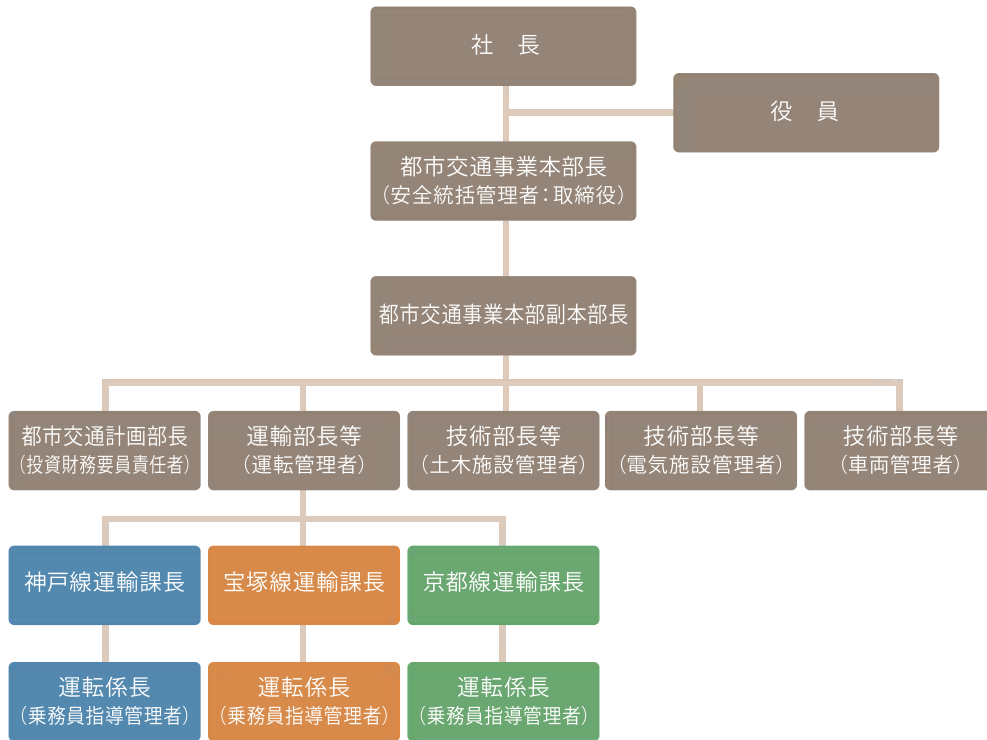 社　長
役　員
都市交通事業本部長
（安全統括管理者：取締役）
都市交通事業本部副本部長
都市交通計画部長
（投資財務要員責任者）
運輸部長等
（運転管理者）
技術部長等
（土木施設管理者）
技術部長等
（電気施設管理者）
技術部長等
（車両管理者）
神戸線運輸課長
宝塚線運輸課長
京都線運輸課長
運転係長
（乗務員指導管理者）
運転係長
（乗務員指導管理者）
運転係長
（乗務員指導管理者）